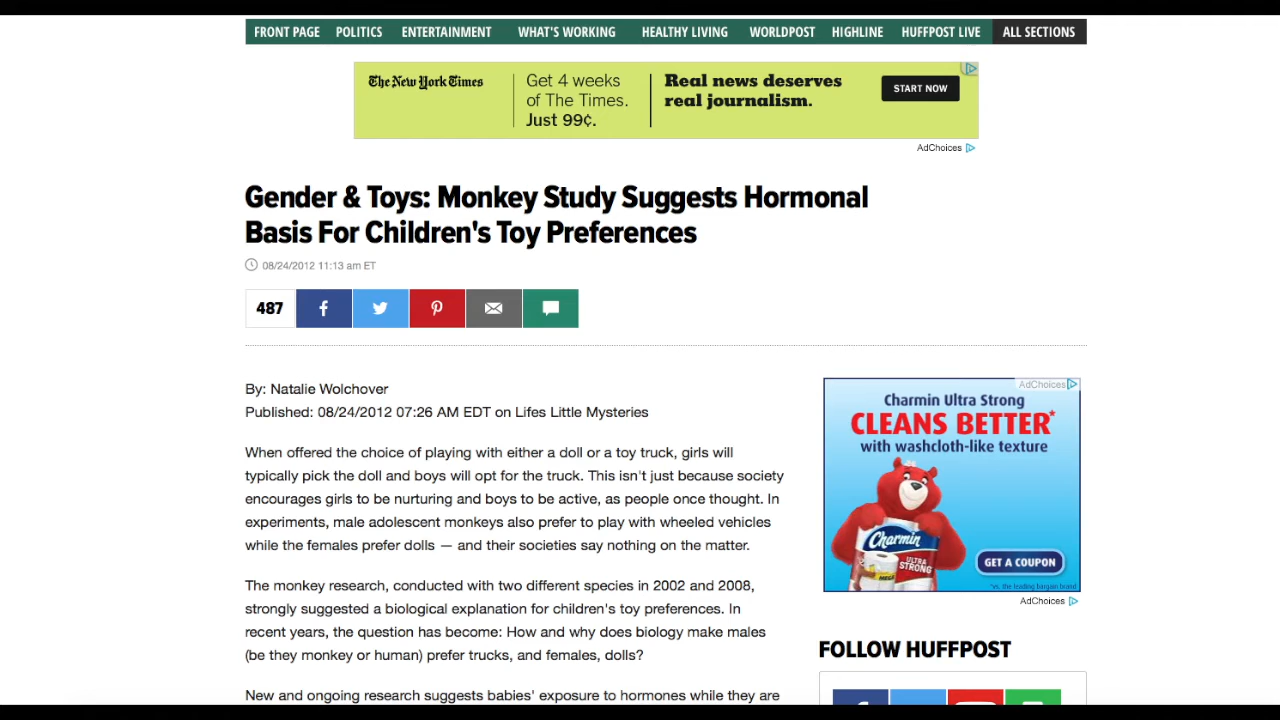 FRONT PAGE POLITICS ENTERTAINMENT WHAT'S WORKING HEALTHY LIVING WORLDPOST HIGHLINE HUFFPOST LIVE ALL SECTIONS
The New York Times
Get 4 weeks
of The Times.
Just 99¢.
Real news deserves
real journalism.
START NOW
AdChoices
Gender & Toys: Monkey Study Suggests Hormonal
Basis For Children's Toy Preferences
08/24/2012 11:13 am ET
487
By: Natalie Wolchover
Published: 08/24/2012 07:26 AM EDT on Lifes Little Mysteries
When offered the choice of playing with either a doll or a toy truck, girls will
typically pick the doll and boys will opt for the truck. This isn't just because society
encourages girls to be nurturing and boys to be active, as people once thought. In
experiments, male adolescent monkeys also prefer to play with wheeled vehicles
while the females prefer dolls — and their societies say nothing on the matter.
The monkey research, conducted with two different species in 2002 and 2008,
strongly suggested a biological explanation for children's toy preferences. In
recent years, the question has become: How and why does biology make males
(be they monkey or human) prefer trucks, and females, dolls?
New and ongoing research suggests babies' exposure to hormones while they are
AdChoices
Charmin Ultra Strong
CLEANS BETTER*
with washcloth-like texture
Charmin
ULTRA
STRONG
MEGA
GET A COUPON
*vs. the leading bargain brand
AdChoices
FOLLOW HUFFPOST